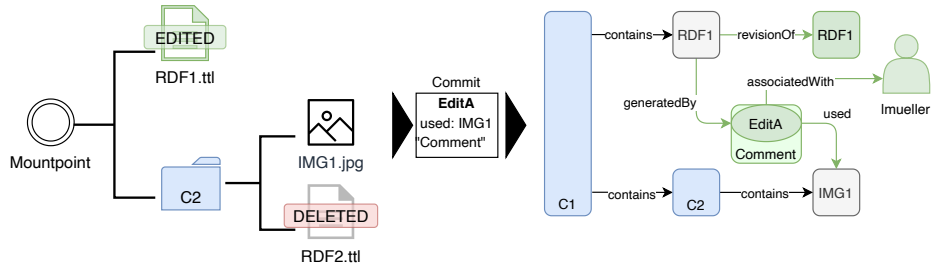 EDITED
RDF1.ttl
Mountpoint
C2
IMG1.jpg
DELETED
RDF2.ttl
Commit
EditA
used: IMG1
"Comment"
C1
contains
RDF1
revisionOf
RDF1
associatedWith
lmueller
generatedBy
EditA
Comment
used
contains
C2
contains
IMG1